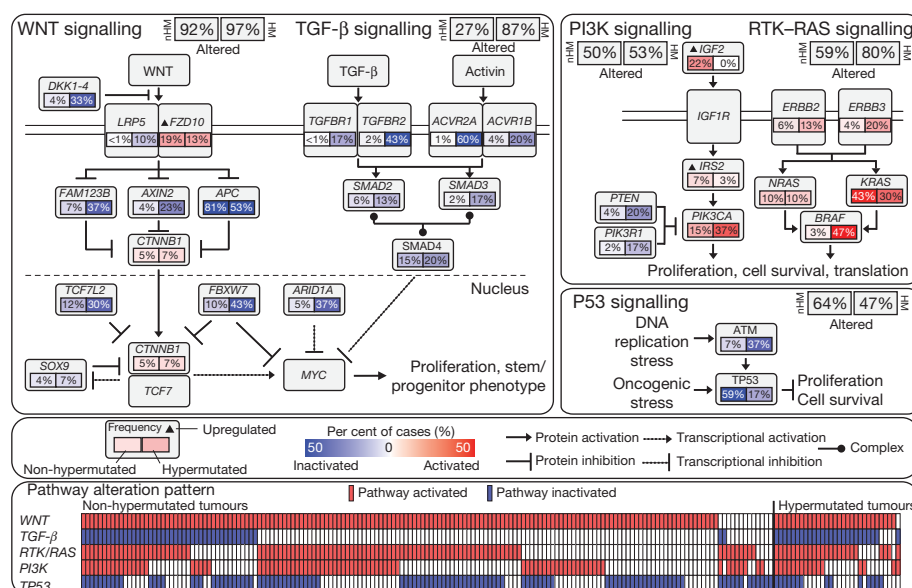 WNT signalling
nHM 92% 97% HM
Altered
TGF-β signalling
nHM 27% 87% HM
Altered
WNT
DKK1-4
4% 33%
LRP5
<1% 10%
▲FZD10
19% 13%
FAM123B
7% 37%
AXIN2
4% 23%
APC
81% 53%
CTNNB1
5% 7%
TGF-β
Activin
TGFBR1
<1% 17%
TGFBR2
2% 43%
ACVR2A
1% 60%
ACVR1B
4% 20%
SMAD2
6% 13%
SMAD3
2% 17%
SMAD4
15% 20%
Nucleus
TCF7L2
12% 30%
FBXW7
10% 43%
ARID1A
5% 37%
SOX9
4% 7%
CTNNB1
5% 7%
TCF7
MYC
Proliferation, stem/
progenitor phenotype
PI3K signalling
nHM 50% 53% HM
Altered
RTK–RAS signalling
nHM 59% 80% HM
Altered
▲IGF2
22% 0%
IGF1R
▲IRS2
7% 3%
PTEN
4% 20%
PIK3R1
2% 17%
PIK3CA
15% 37%
ERBB2
6% 13%
ERBB3
4% 20%
NRAS
10% 10%
KRAS
43% 30%
BRAF
3% 47%
Proliferation, cell survival, translation
P53 signalling
nHM 64% 47% HM
Altered
DNA
replication
stress
ATM
7% 37%
Oncogenic
stress
TP53
59% 17%
Proliferation
Cell survival
Frequency ▲ Upregulated
Non-hypermutated Hypermutated
Per cent of cases (%)
50 0 50
Inactivated Activated
Protein activation
Transcriptional activation
Protein inhibition
Transcriptional inhibition
Complex
Pathway alteration pattern
Pathway activated Pathway inactivated
Non-hypermutated tumours
Hypermutated tumours
WNT
TGF-β
RTK/RAS
PI3K
TP53